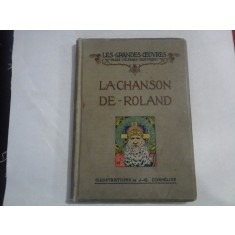 LES·GRANDES ŒUVRES
LA CHANSON
DE-ROLAND
ILLUSTRATIONS DE